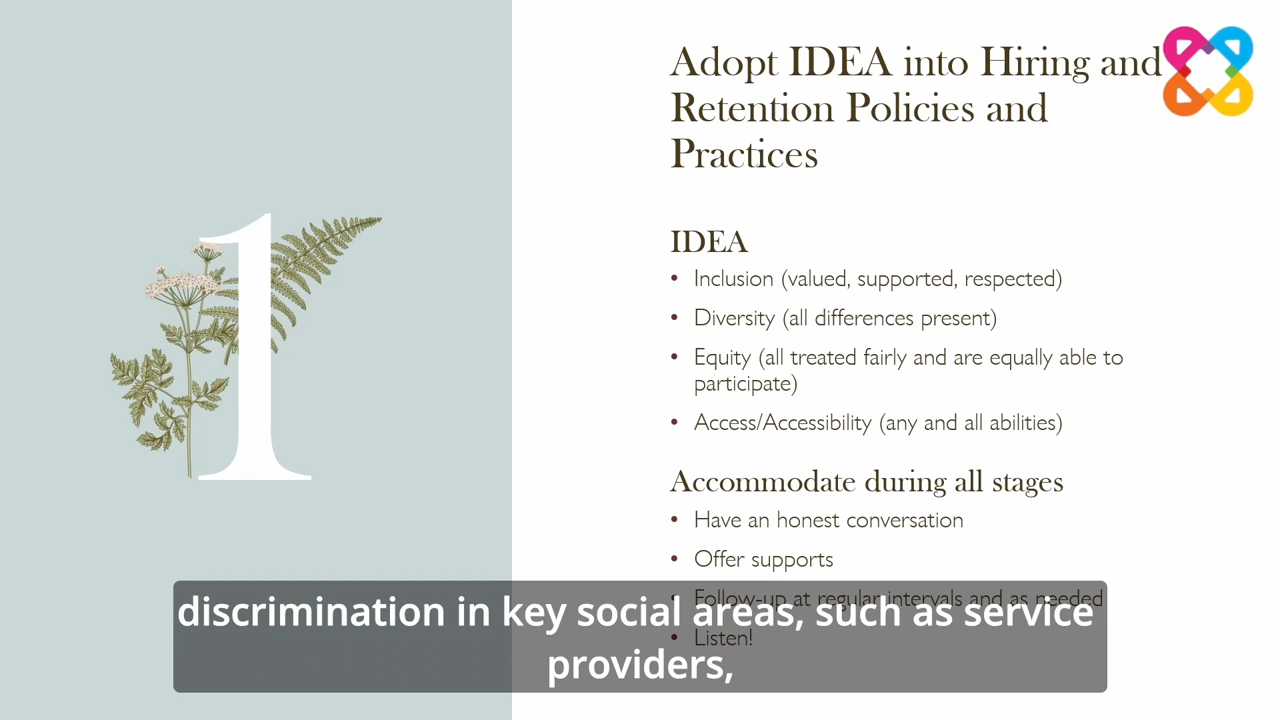 Adopt IDEA into Hiring and
Retention Policies and
Practices
1
IDEA
• Inclusion (valued, supported, respected)
• Diversity (all differences present)
• Equity (all treated fairly and are equally able to
participate)
• Access/Accessibility (any and all abilities)
Accommodate during all stages
• Have an honest conversation
• Offer supports
• Follow-up at regular intervals and as needed
• Listen!
discrimination in key social areas, such as service
providers,